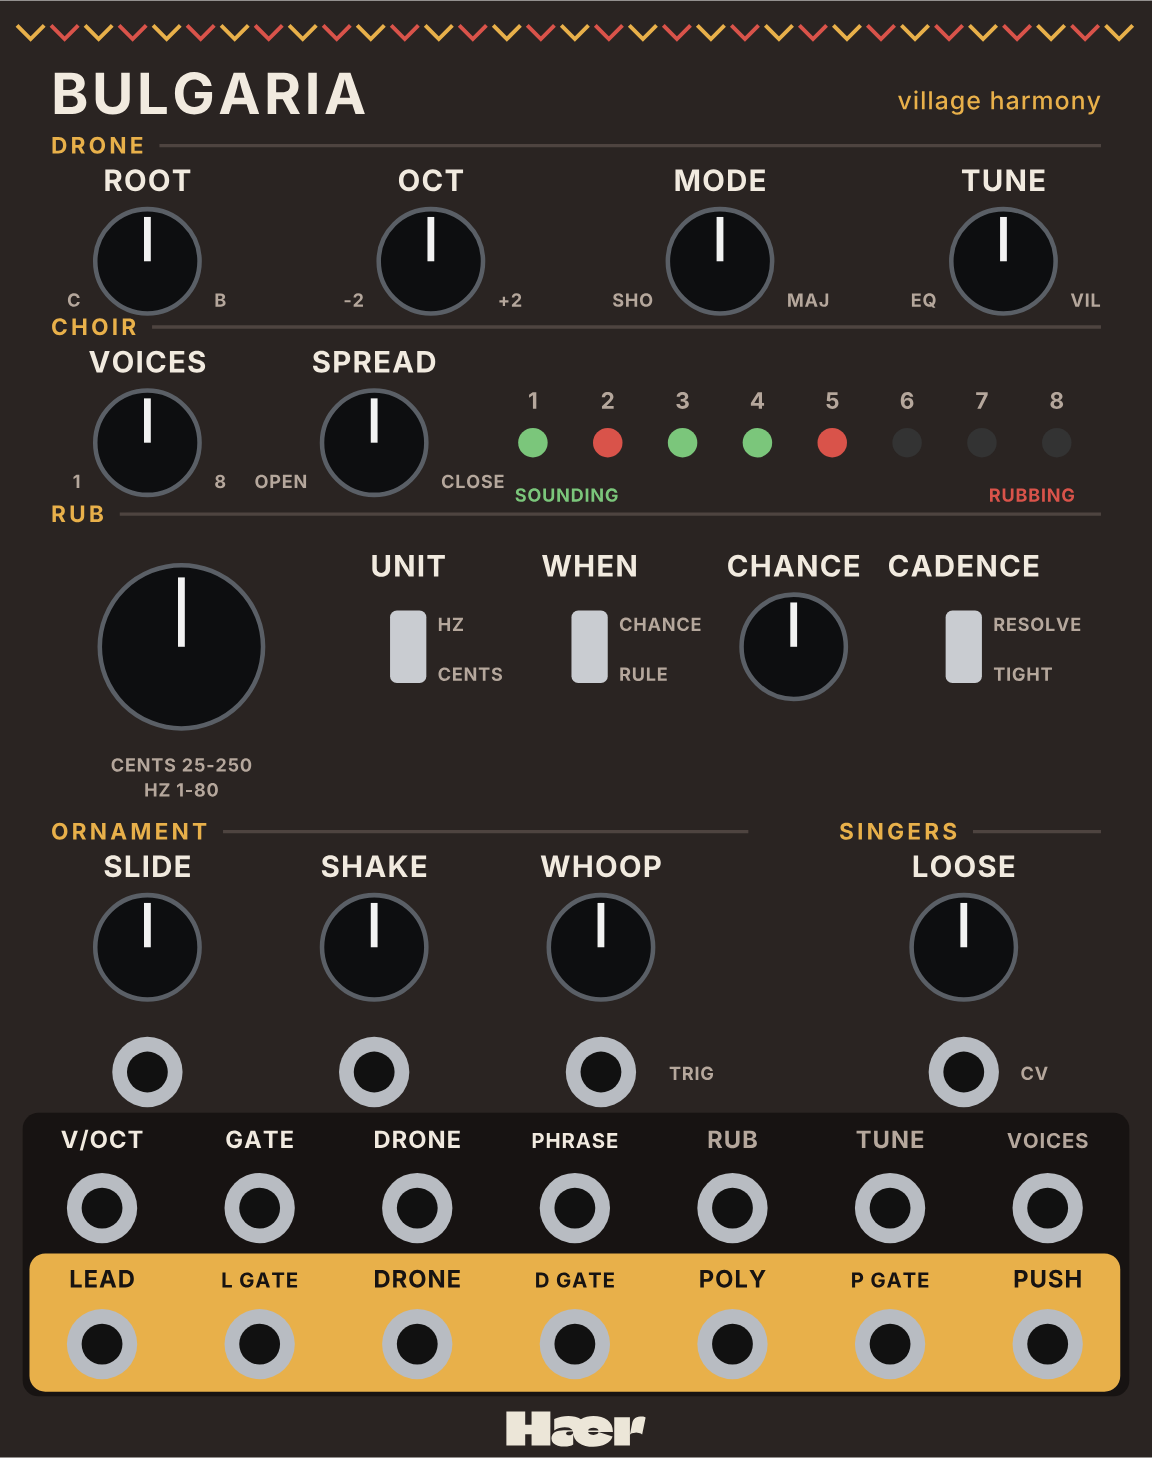 BULGARIA
village harmony
DRONE
ROOT OCT MODE TUNE
C B -2 +2 SHO MAJ EQ VIL
CHOIR
VOICES SPREAD
1 2 3 4 5 6 7 8
1 8 OPEN CLOSE
SOUNDING RUBBING
RUB
UNIT WHEN CHANCE CADENCE
HZ CHANCE RESOLVE
CENTS RULE TIGHT
CENTS 25-250
HZ 1-80
ORNAMENT SINGERS
SLIDE SHAKE WHOOP LOOSE
TRIG CV
V/OCT GATE DRONE PHRASE RUB TUNE VOICES
LEAD L GATE DRONE D GATE POLY P GATE PUSH
Hær